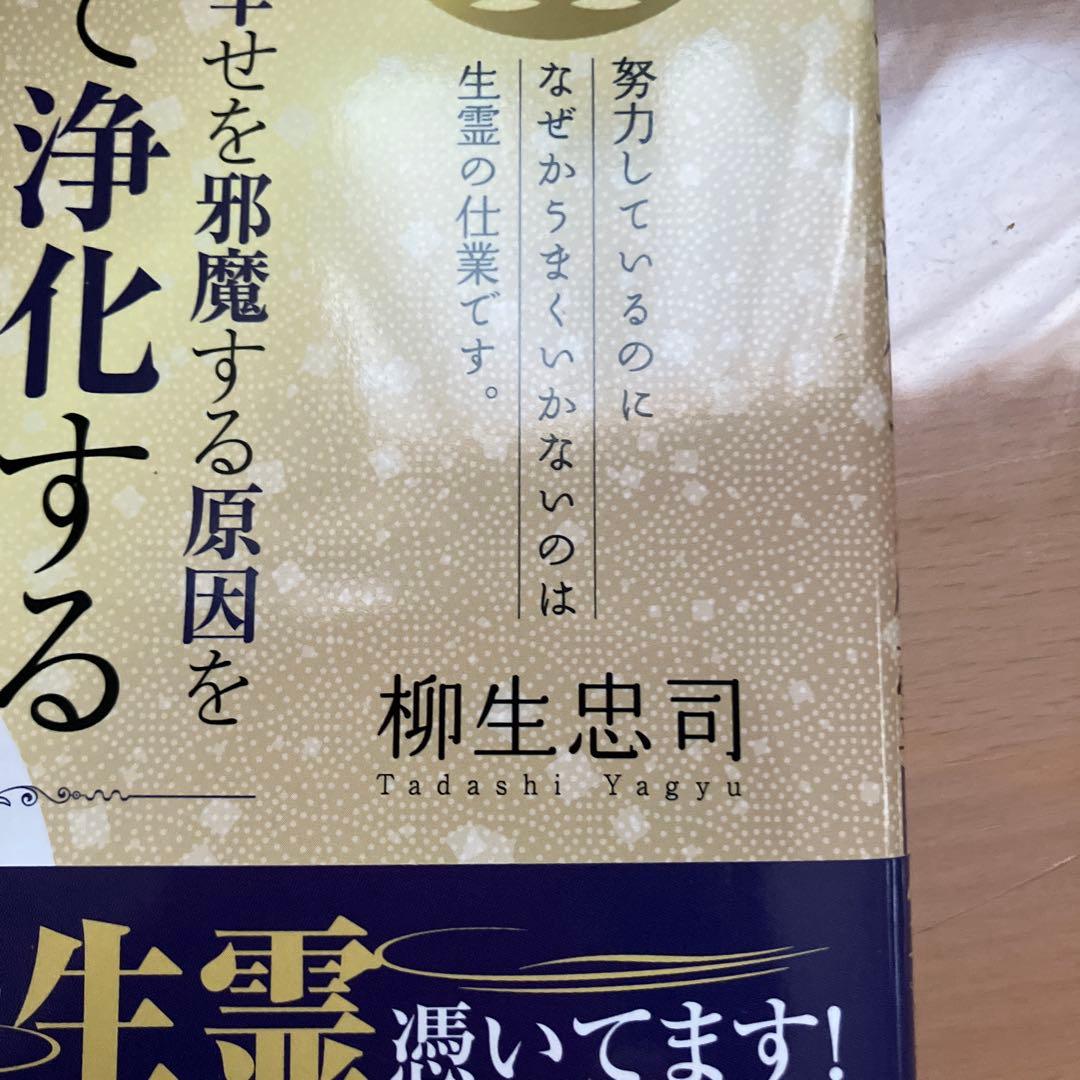 努力しているのに
なぜかうまくいかないのは
生霊の仕業です。
幸せを邪魔する原因を
て浄化する
柳生忠司
Tadashi Yagyu
生霊憑いてます!